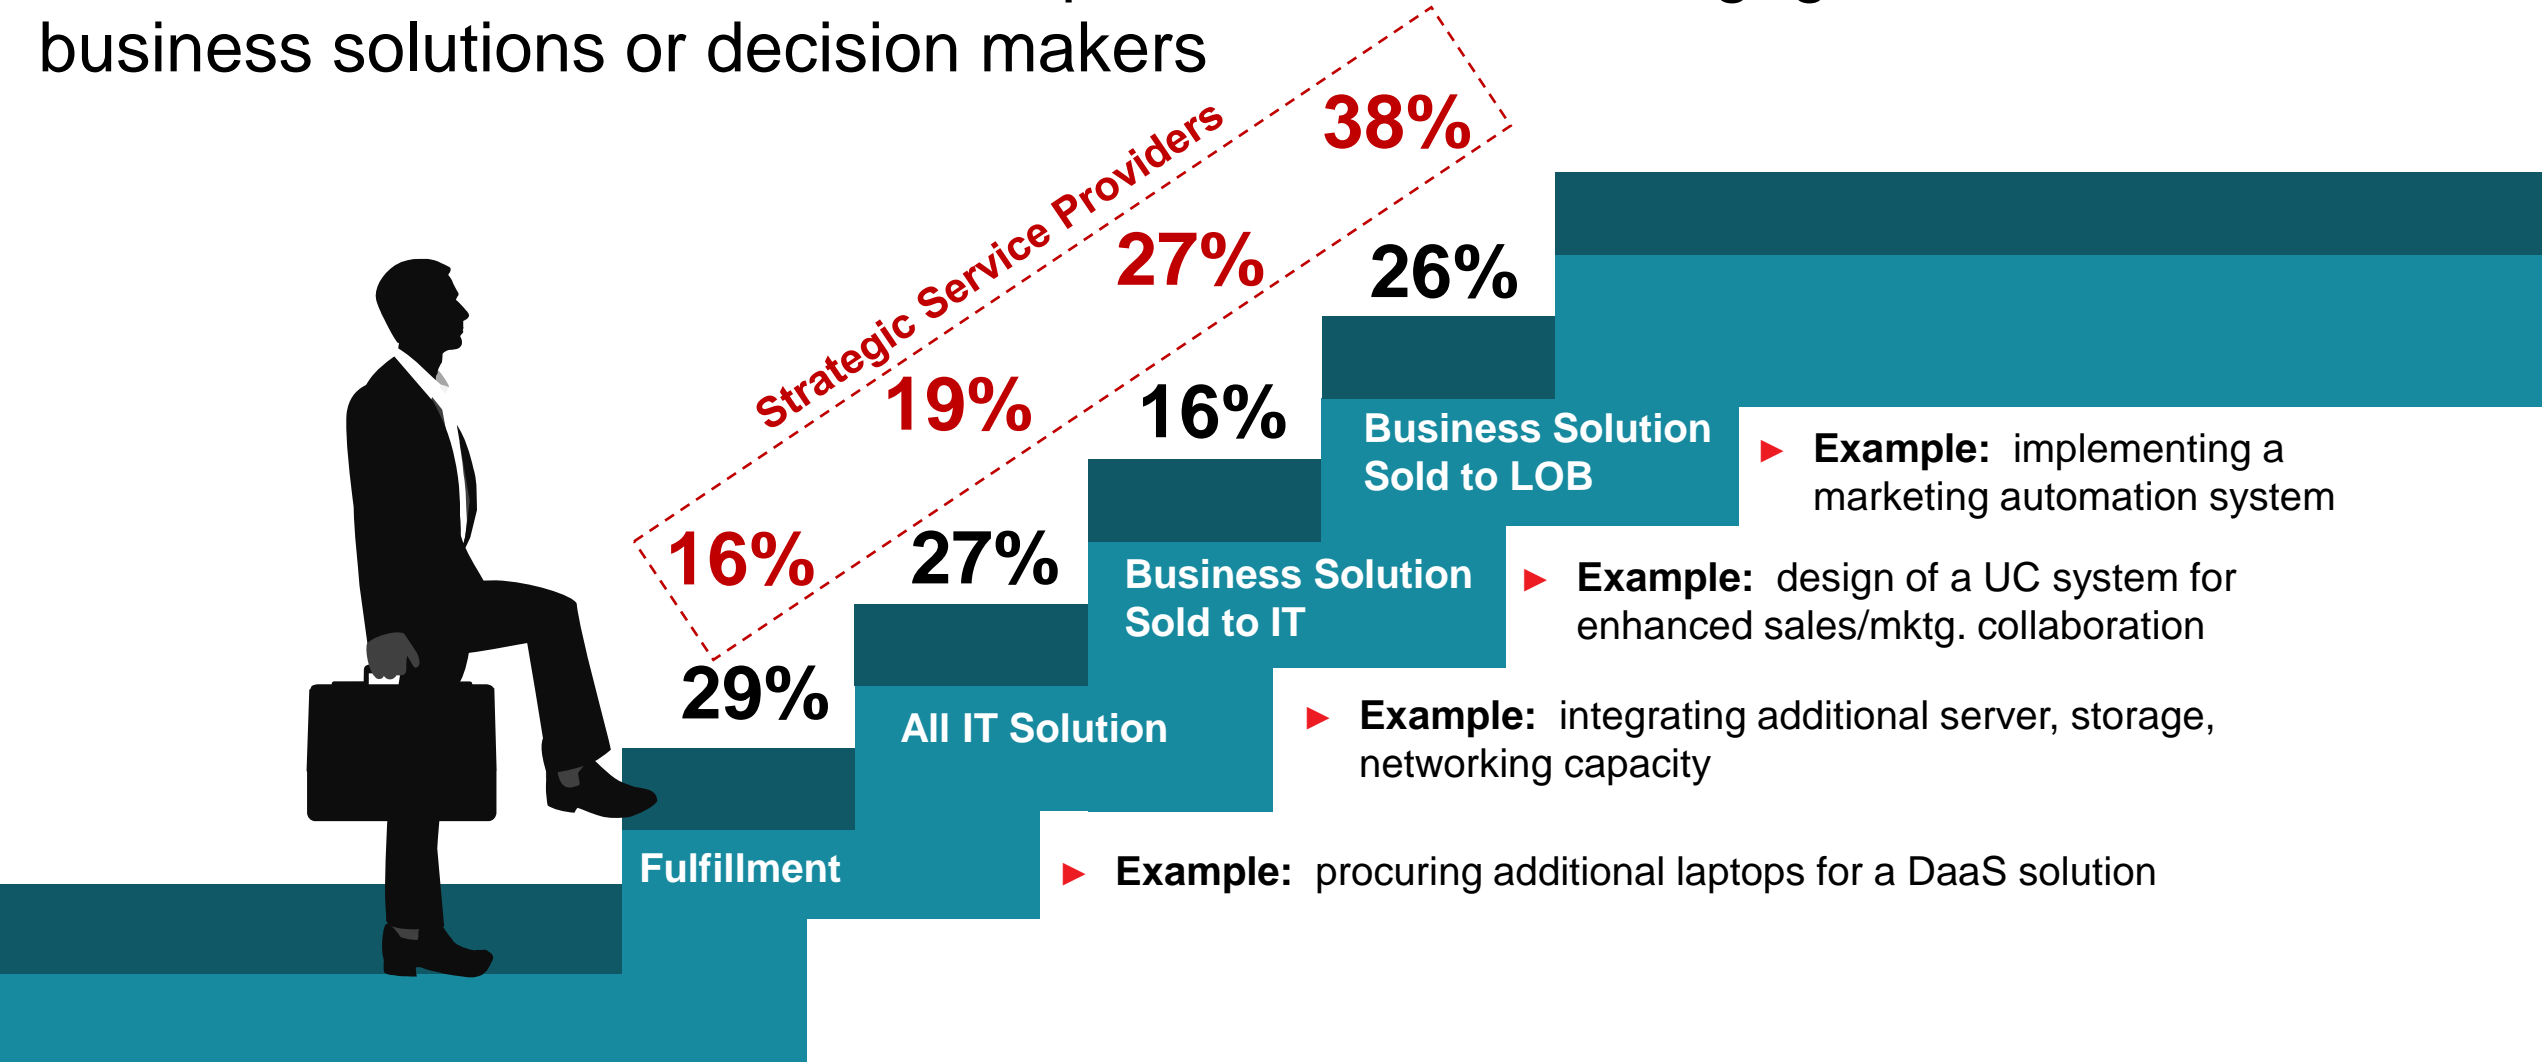 business solutions or decision makers
Strategic Service Providers
38%
27%
19%
16%
26%
16%
27%
29%
Business Solution
Sold to LOB
► Example: implementing a
marketing automation system
Business Solution
Sold to IT
► Example: design of a UC system for
enhanced sales/mktg. collaboration
All IT Solution
► Example: integrating additional server, storage,
networking capacity
Fulfillment
► Example: procuring additional laptops for a DaaS solution